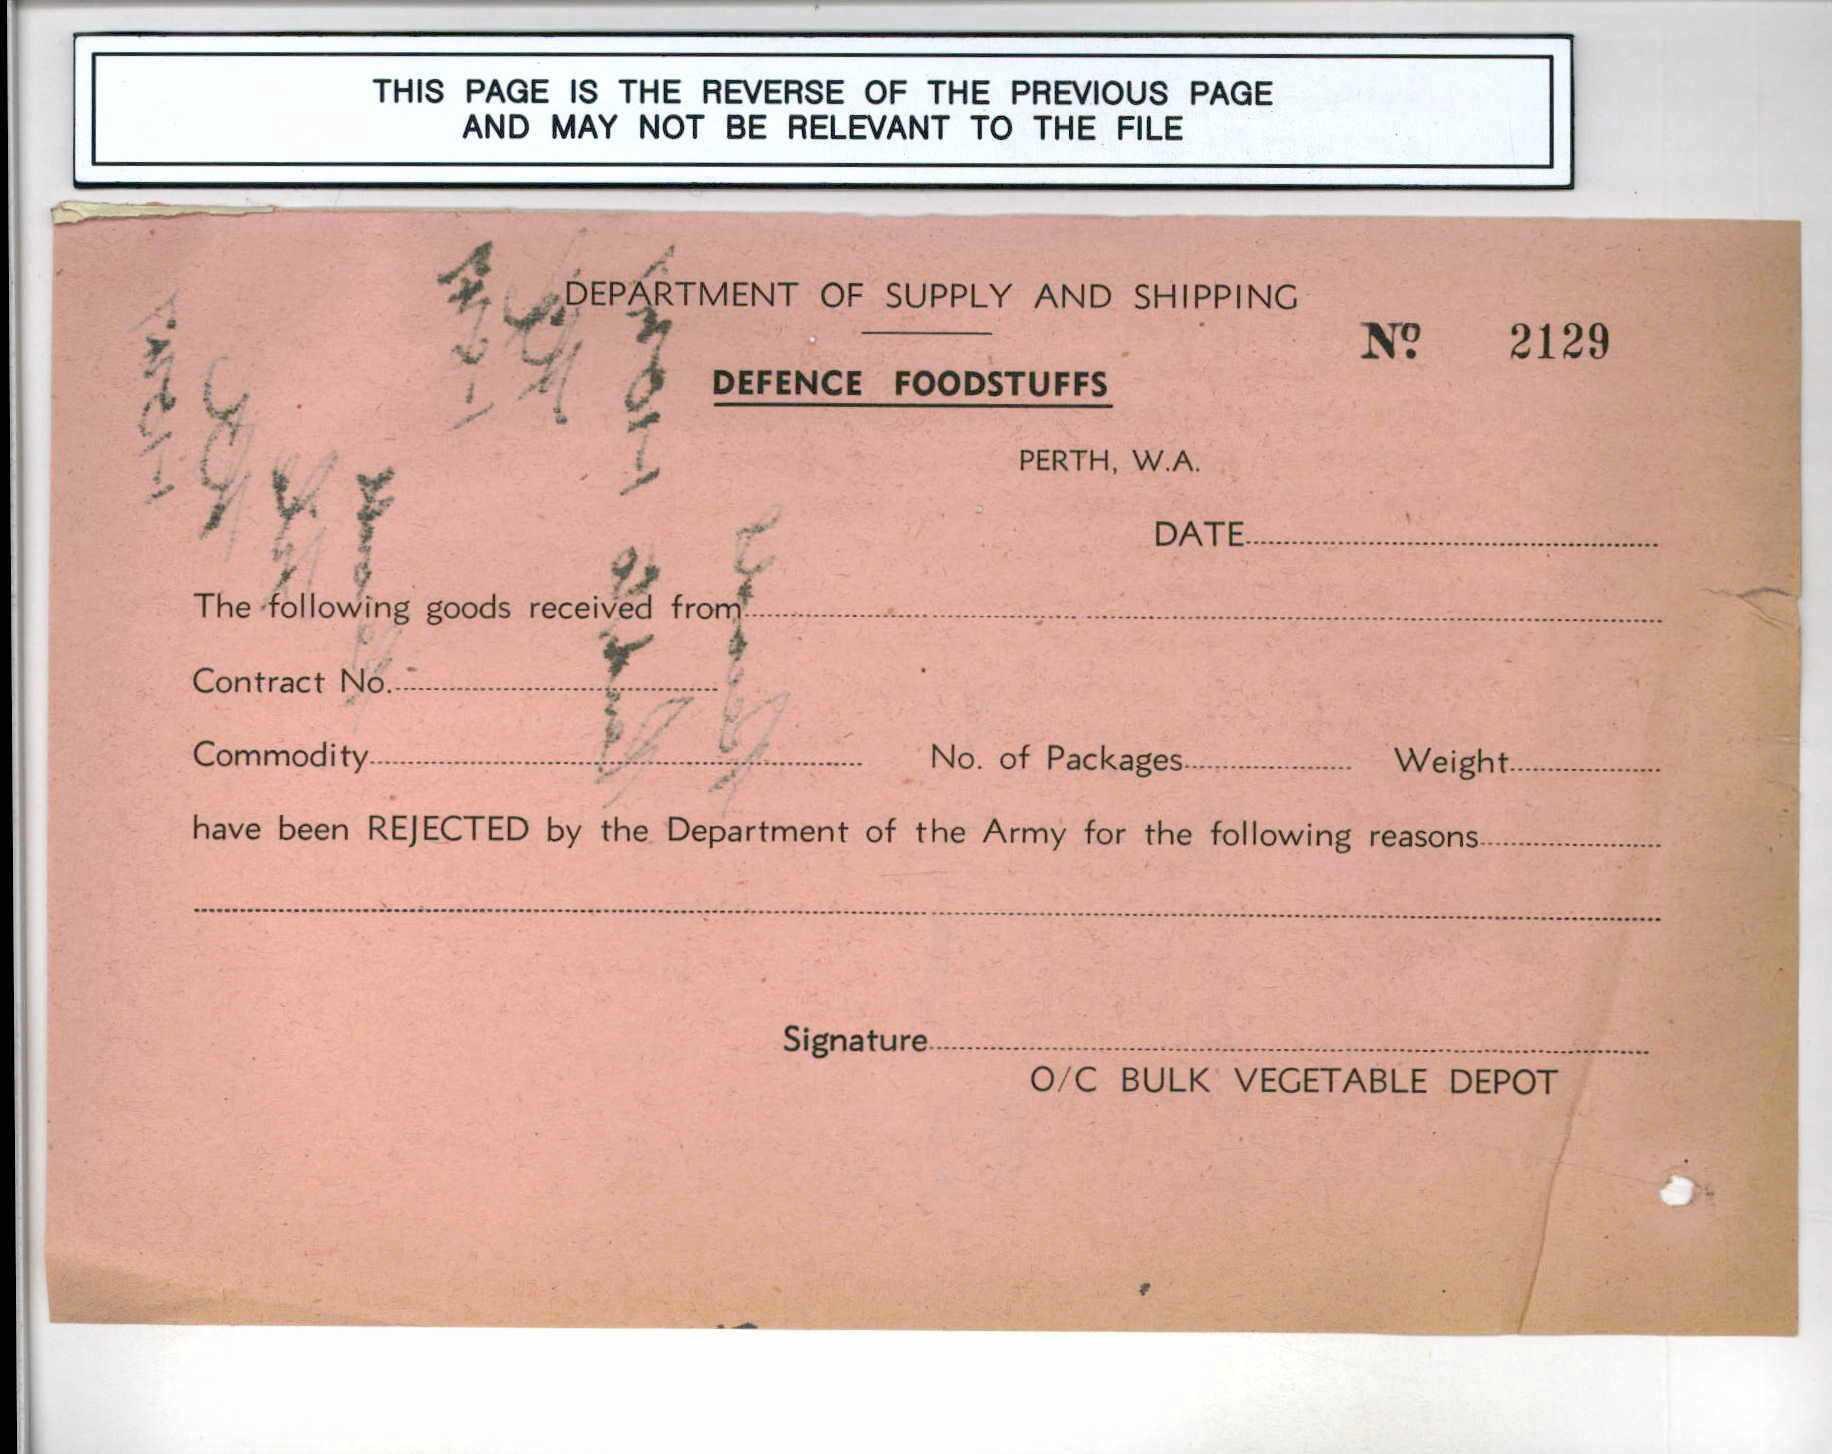 THIS PAGE IS THE REVERSE OF THE PREVIOUS PAGE
AND MAY NOT BE RELEVANT TO THE FILE
DEPARTMENT OF SUPPLY AND SHIPPING
No. 2129
DEFENCE FOODSTUFFS
PERTH, W.A.
DATE
The following goods received from
Contract No.
Commodity No. of Packages Weight
have been REJECTED by the Department of the Army for the following reasons
Signature
O/C BULK VEGETABLE DEPOT